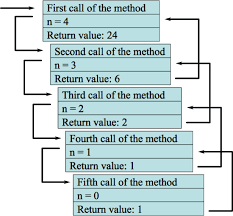 First call of the method
n = 4
Return value: 24
Second call of the method
n = 3
Return value: 6
Third call of the method
n = 2
Return value: 2
Fourth call of the method
n = 1
Return value: 1
Fifth call of the method
n = 0
Return value: 1